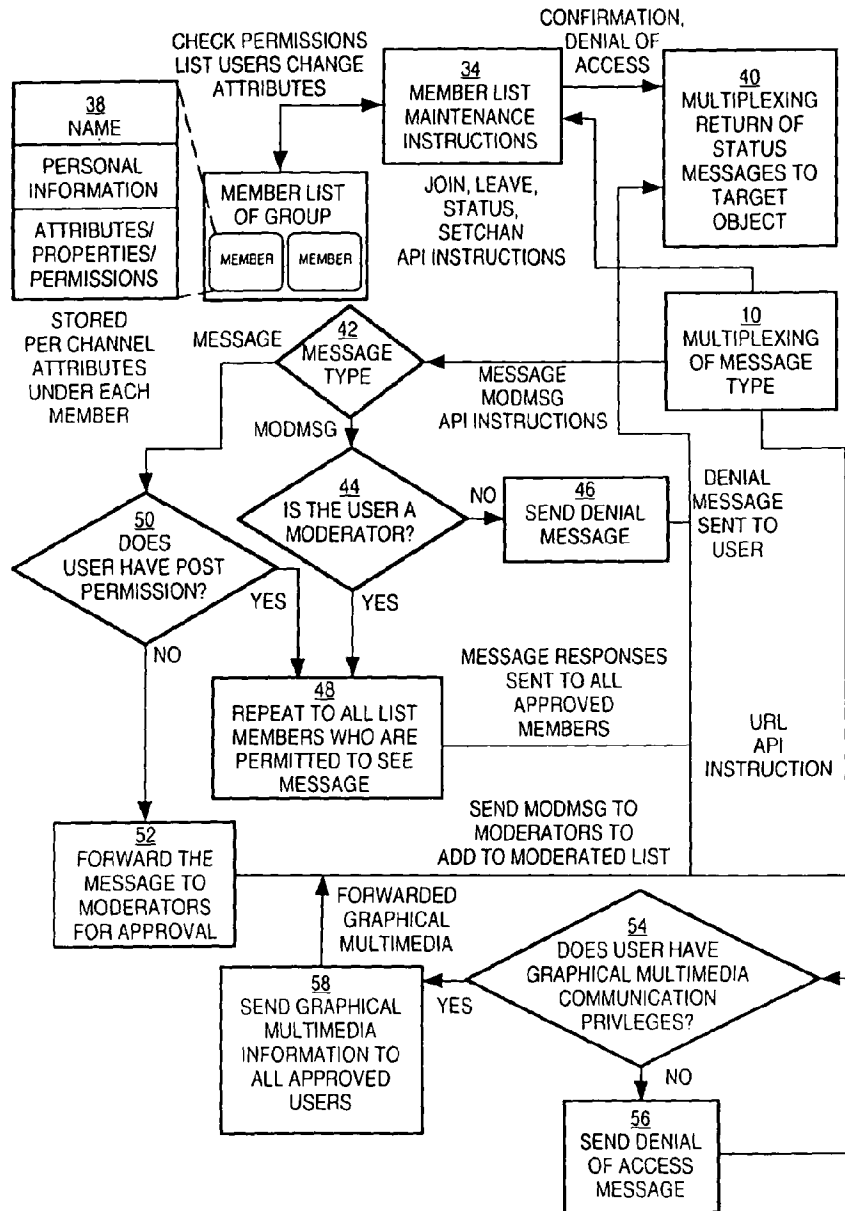 CONFIRMATION,
DENIAL OF
ACCESS
CHECK PERMISSIONS
LIST USERS CHANGE
ATTRIBUTES
38
NAME
PERSONAL
INFORMATION
ATTRIBUTES/
PROPERTIES/
PERMISSIONS
STORED
PER CHANNEL
ATTRIBUTES
UNDER EACH
MEMBER
MEMBER LIST
OF GROUP
MEMBER
MEMBER
34
MEMBER LIST
MAINTENANCE
INSTRUCTIONS
JOIN, LEAVE,
STATUS,
SETCHAN
API INSTRUCTIONS
40
MULTIPLEXING
RETURN OF
STATUS
MESSAGES TO
TARGET
OBJECT
10
MULTIPLEXING
OF MESSAGE
TYPE
MESSAGE
42
MESSAGE
TYPE
MESSAGE
MODMSG
API INSTRUCTIONS
MODMSG
44
IS THE USER A
MODERATOR?
NO
46
SEND DENIAL
MESSAGE
DENIAL
MESSAGE
SENT TO
USER
50
DOES
USER HAVE POST
PERMISSION?
YES
YES
NO
48
REPEAT TO ALL LIST
MEMBERS WHO ARE
PERMITTED TO SEE
MESSAGE
MESSAGE RESPONSES
SENT TO ALL
APPROVED
MEMBERS
URL
API
INSTRUCTION
52
FORWARD THE
MESSAGE TO
MODERATORS
FOR APPROVAL
SEND MODMSG TO
MODERATORS TO
ADD TO MODERATED LIST
FORWARDED
GRAPHICAL
MULTIMEDIA
54
DOES USER HAVE
GRAPHICAL MULTIMEDIA
COMMUNICATION
PRIVLEGES?
YES
58
SEND GRAPHICAL
MULTIMEDIA
INFORMATION TO
ALL APPROVED
USERS
NO
56
SEND DENIAL
OF ACCESS
MESSAGE